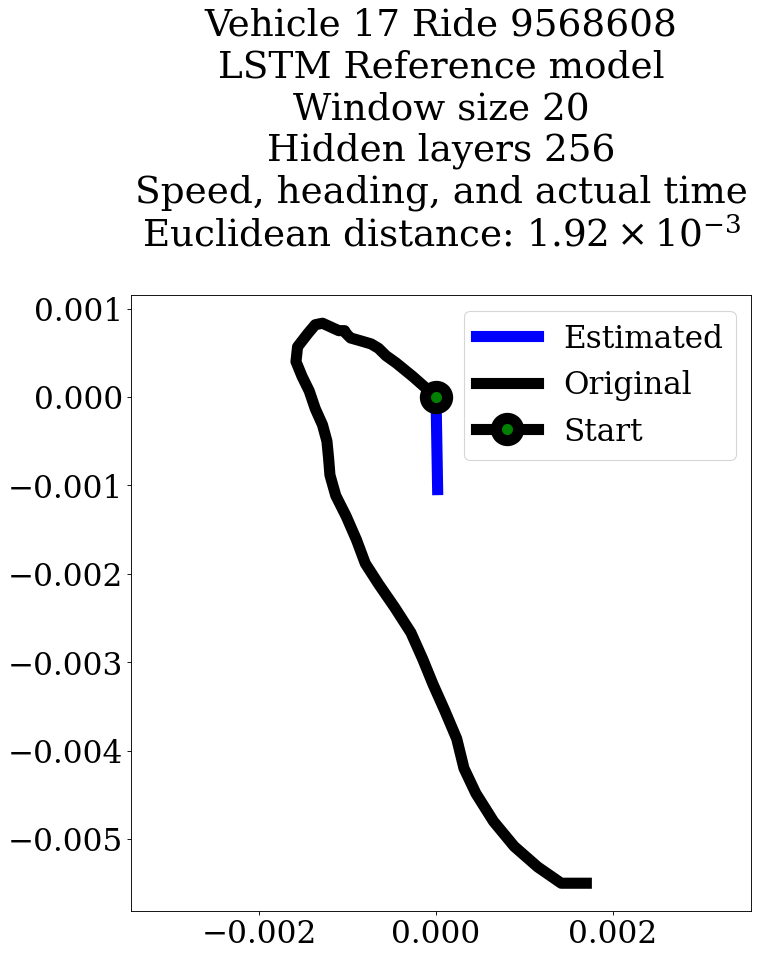 Vehicle 17 Ride 9568608
LSTM Reference model
Window size 20
Hidden layers 256
Speed, heading, and actual time
Euclidean distance: 1.92 × 10⁻³
Estimated
Original
Start
0.001
0.000
−0.001
−0.002
−0.003
−0.004
−0.005
−0.002 0.000 0.002